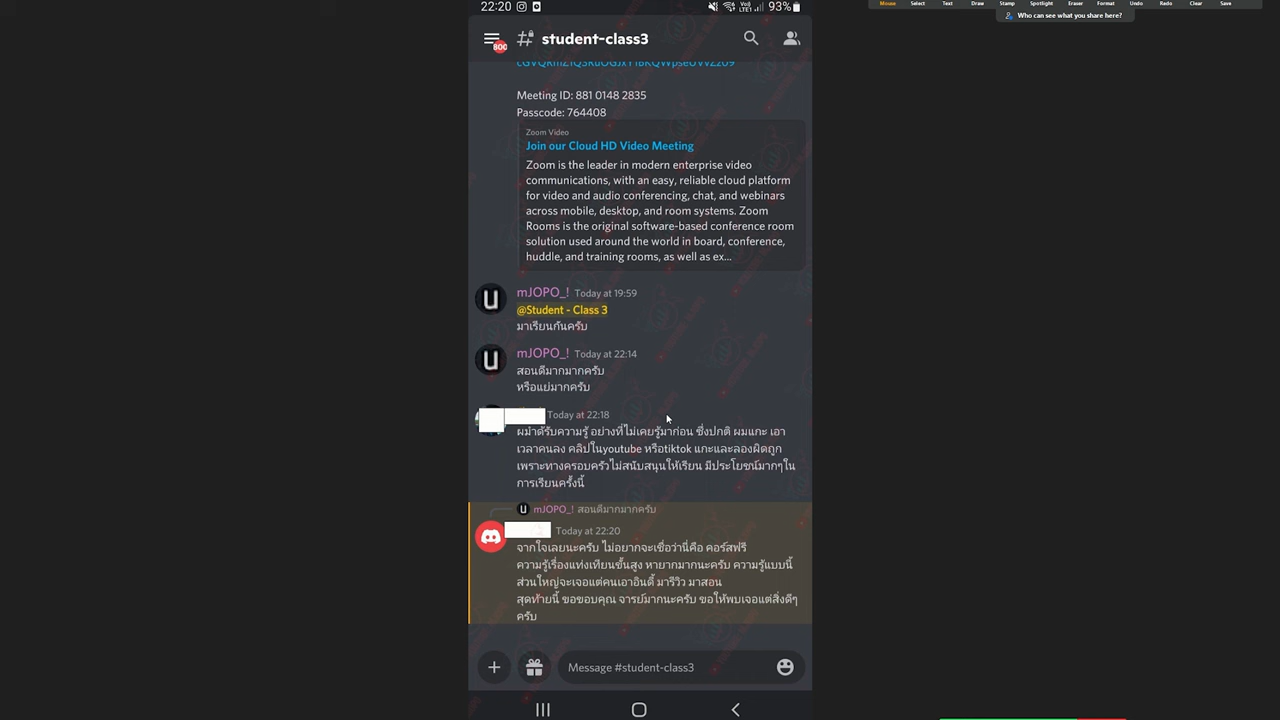 Mouse Select Text Draw Stamp Spotlight Eraser Format Undo Redo Clear Save
Who can see what you share here?
22:20 93%
800
student-class3
Meeting ID: 881 0148 2835
Passcode: 764408
Zoom Video
Join our Cloud HD Video Meeting
Zoom is the leader in modern enterprise video
communications, with an easy, reliable cloud platform
for video and audio conferencing, chat, and webinars
across mobile, desktop, and room systems. Zoom
Rooms is the original software-based conference room
solution used around the world in board, conference,
huddle, and training rooms, as well as ex...
mJOPO_! Today at 19:59
@Student - Class 3
มาเรียนกันครับ
mJOPO_! Today at 22:14
สอนดีมากมากครับ
หรือแย่มากครับ
Today at 22:18
ผมได้รับความรู้ อย่างที่ไม่เคยรู้มาก่อน ซึ่งปกติ ผมแกะ เอา
เวลาคนลง คลิปในyoutube หรือtiktok แกะและลองผิดถูก
เพราะทางครอบครัวไม่สนับสนุนให้เรียน มีประโยชน์มากๆใน
การเรียนครั้งนี้
mJOPO_! สอนดีมากมากครับ
Today at 22:20
จากใจเลยนะครับ ไม่อยากจะเชื่อว่านี่คือ คอร์สฟรี
ความรู้เรื่องแท่งเทียนขั้นสูง หายากมากนะครับ ความรู้แบบนี้
ส่วนใหญ่จะเจอแต่คนเอาอินดี้ มารีวิว มาสอน
สุดท้ายนี้ ขอขอบคุณ จารย์มากนะครับ ขอให้พบเจอแต่สิ่งดีๆ
ครับ
Message #student-class3